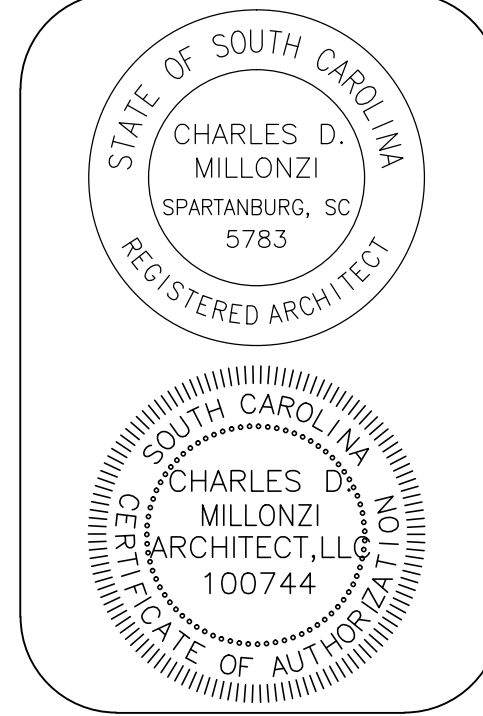 STATE OF SOUTH CAROLINA
CHARLES D.
MILLONZI
SPARTANBURG, SC
5783
REGISTERED ARCHITECT
SOUTH CAROLINA
CHARLES D.
MILLONZI
ARCHITECT,LLC
100744
CERTIFICATE OF AUTHORIZATION